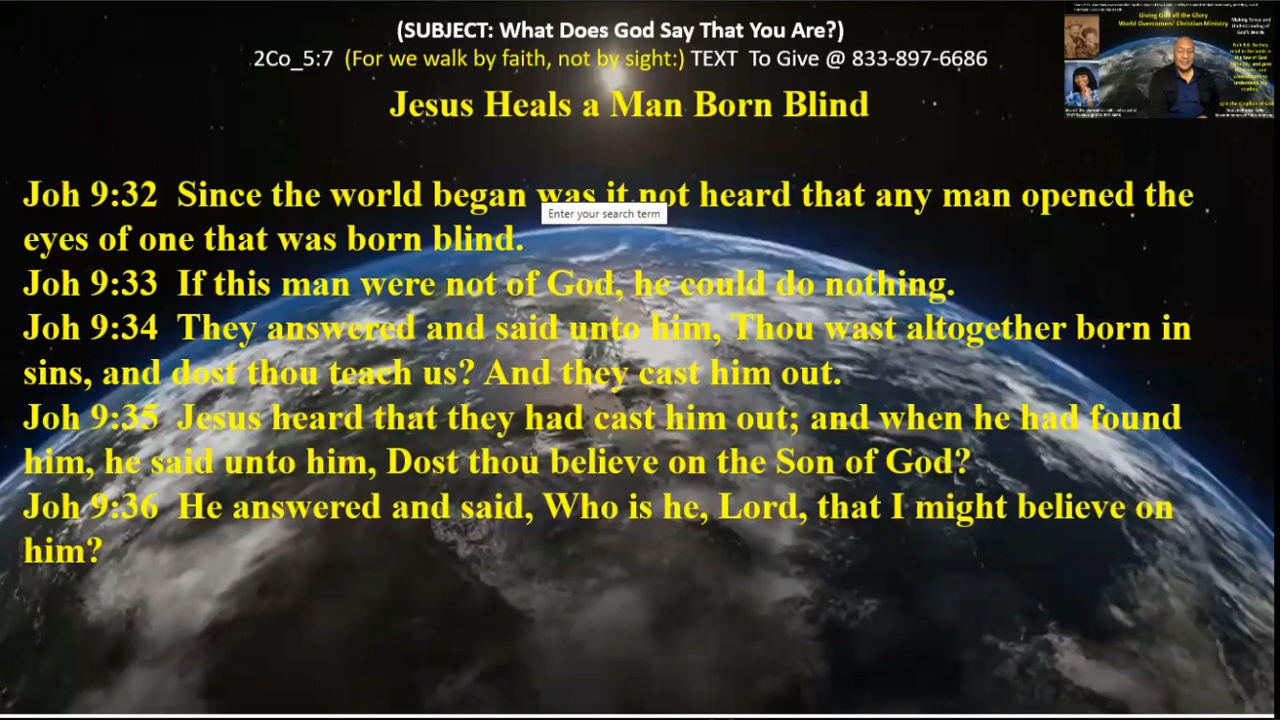 (SUBJECT: What Does God Say That You Are?)
2Co_5:7 (For we walk by faith, not by sight:) TEXT To Give @ 833-897-6686
Jesus Heals a Man Born Blind
Giving God all the Glory
World Overcomers' Christian Ministry
Making Sense and
Understanding of
God's Words
Joh 9:32 Since the world began was it not heard that any man opened the
Enter your search term
eyes of one that was born blind.
Joh 9:33 If this man were not of God, he could do nothing.
Joh 9:34 They answered and said unto him, Thou wast altogether born in
sins, and dost thou teach us? And they cast him out.
Joh 9:35 Jesus heard that they had cast him out; and when he had found
him, he said unto him, Dost thou believe on the Son of God?
Joh 9:36 He answered and said, Who is he, Lord, that I might believe on
him?